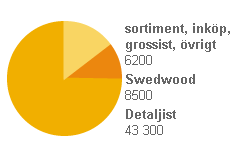 sortiment, inköp,
grossist, övrigt
6200
Swedwood
8500
Detaljist
43 300